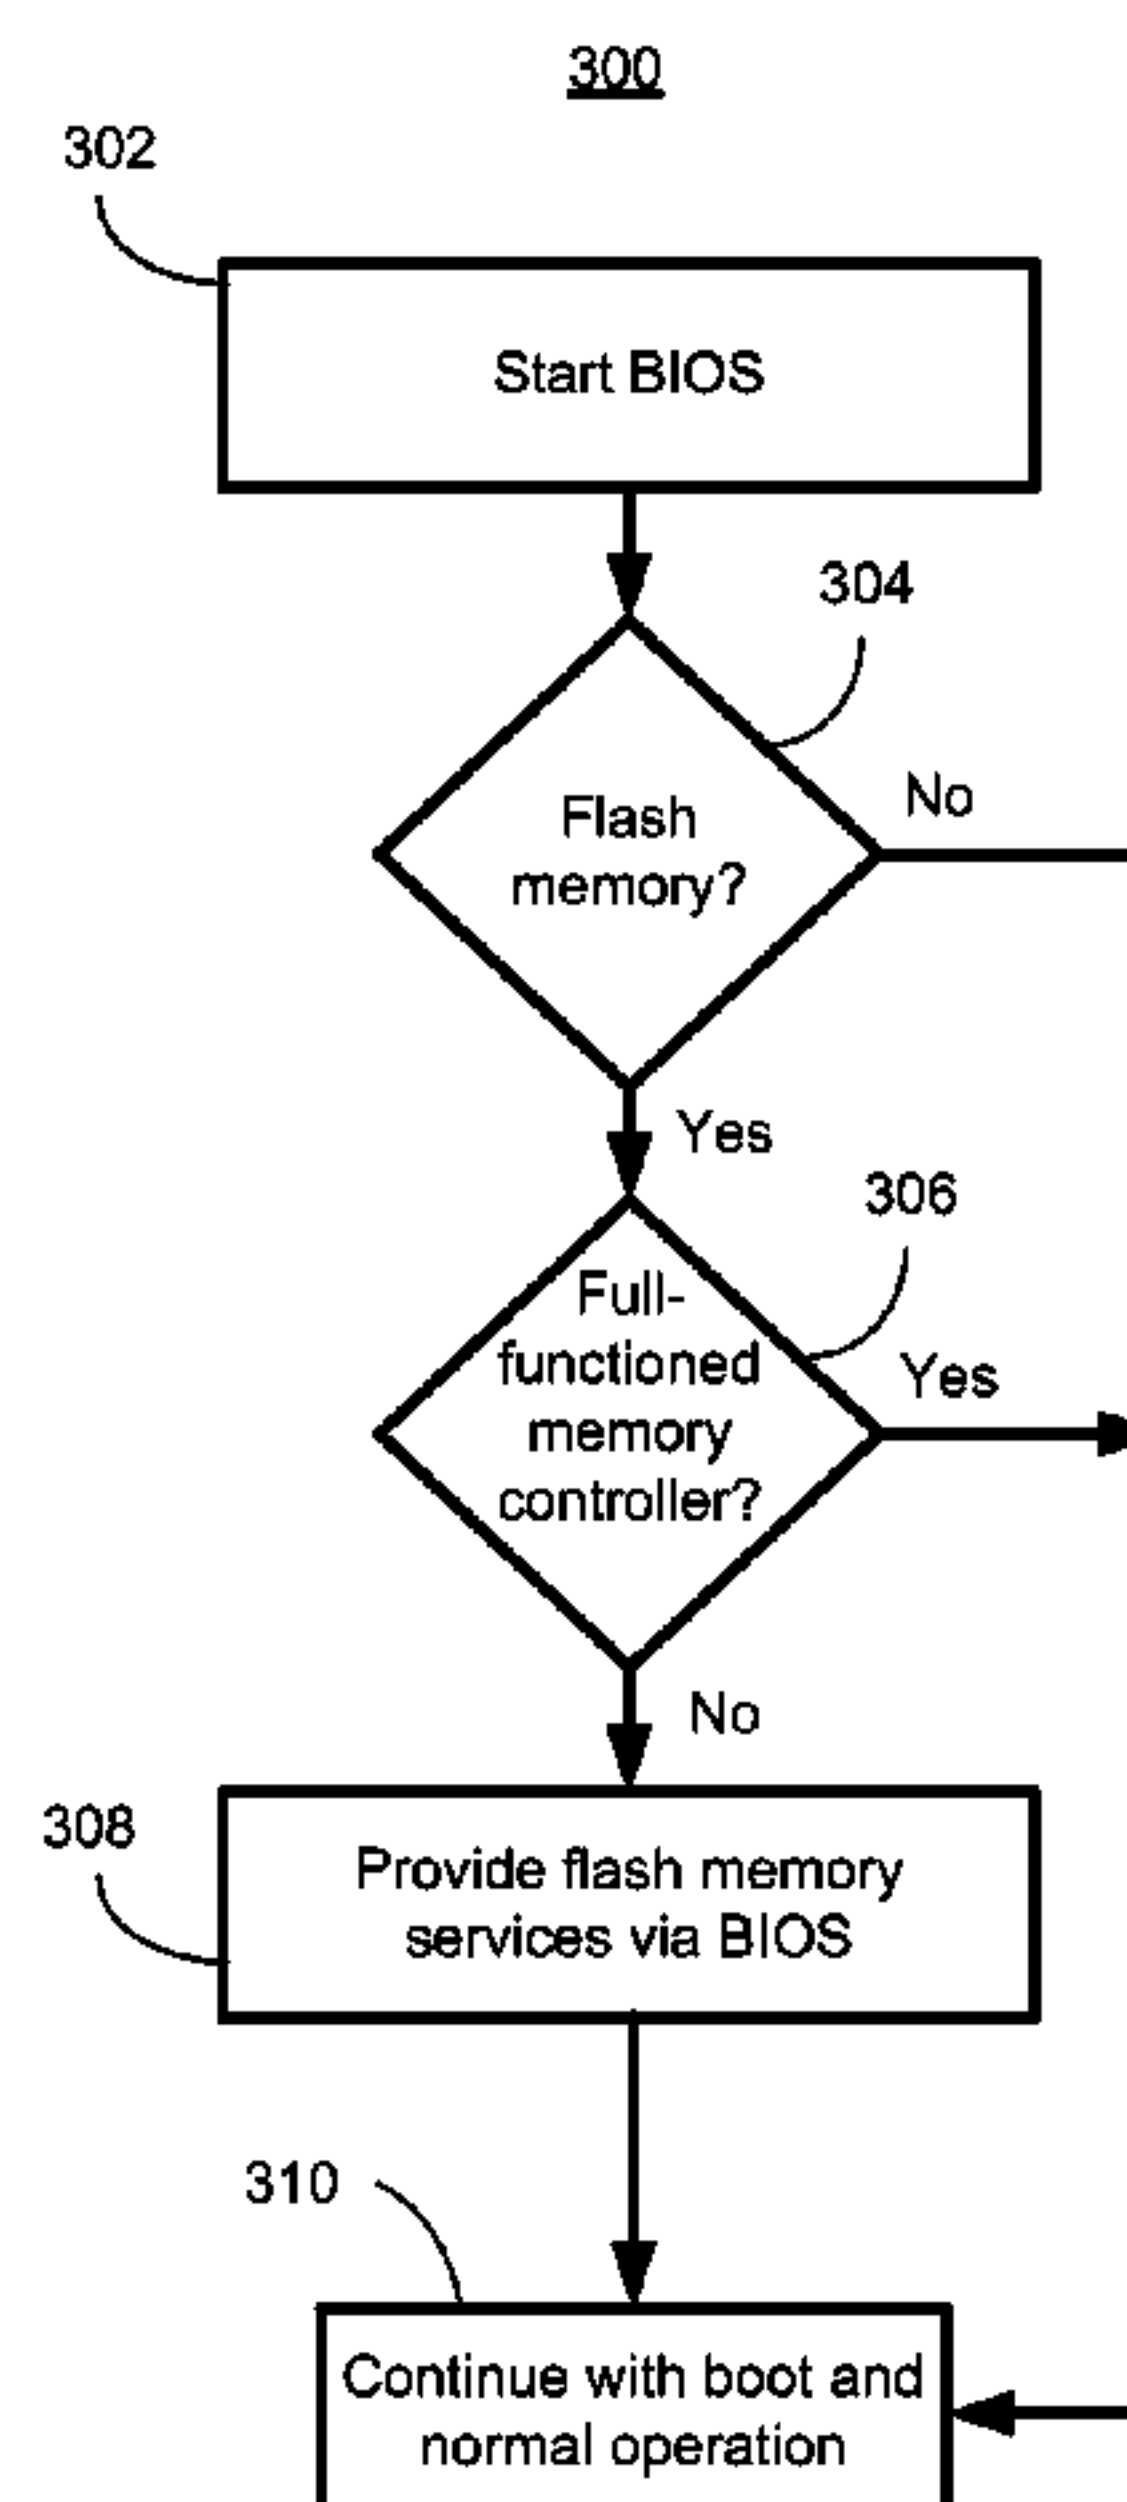 300
302
Start BIOS
304
Flash
memory?
No
Yes
306
Full-
functioned
memory
controller?
Yes
No
308
Provide flash memory
services via BIOS
310
Continue with boot and
normal operation